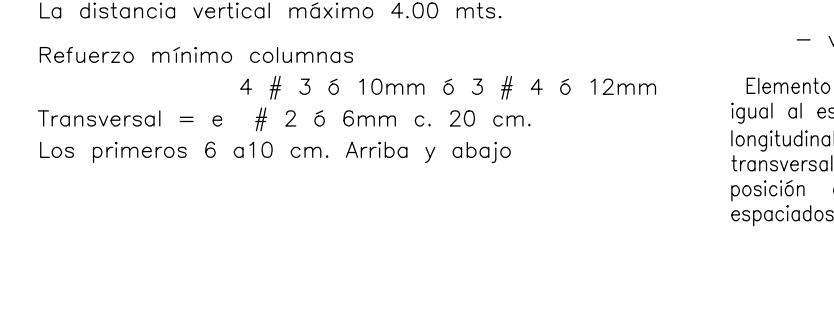 La distancia vertical máximo 4.00 mts.
Refuerzo mínimo columnas
4 # 3 ó 10mm ó 3 # 4 ó 12mm
Transversal = e # 2 ó 6mm c. 20 cm.
Los primeros 6 a10 cm. Arriba y abajo
–
Elemento
igual al es
longitudinal
transversal
posición
espaciados